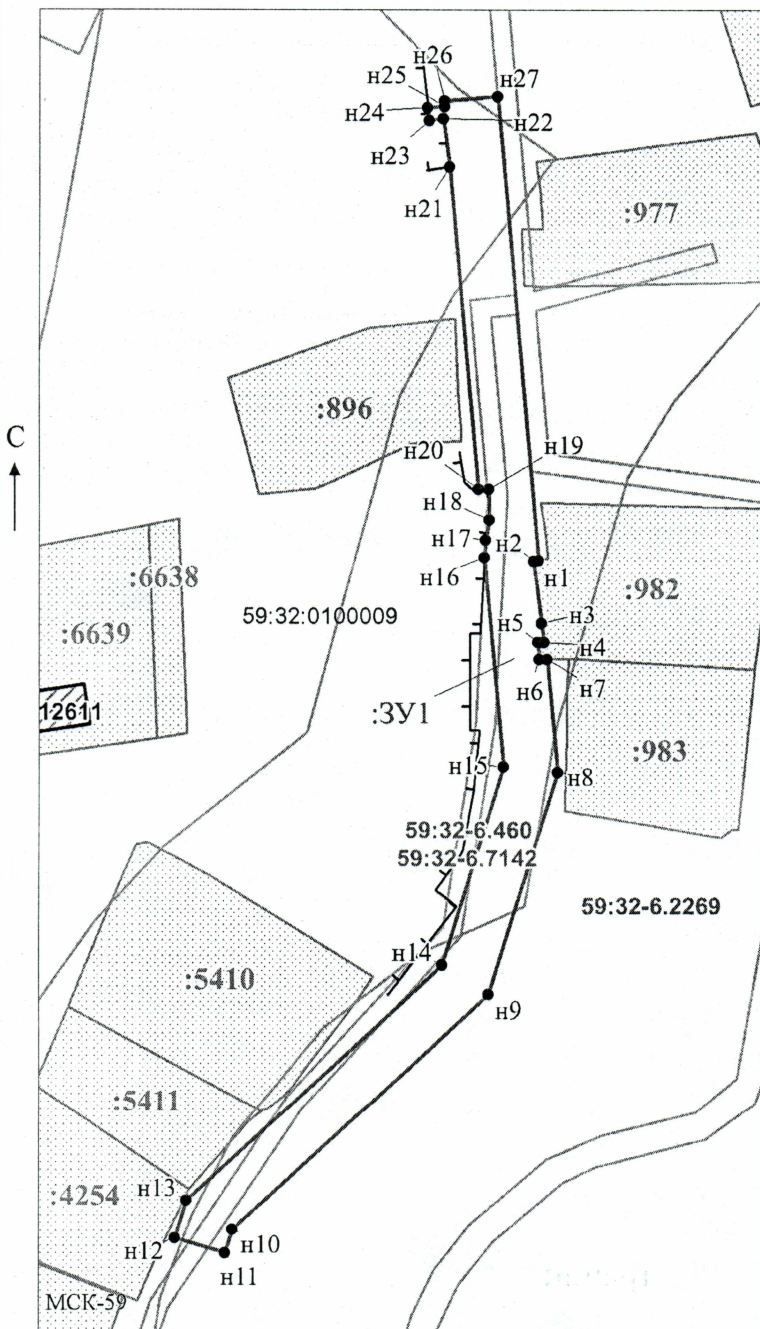 н26
н25
н27
н24
н22
н23
н21
:977
:896
С
н20
н19
н18
н17
н2
н16
н1
:6638
:982
59:32:0100009
н3
:6639
н5
н4
н6
н7
12611
:ЗУ1
:983
н15
н8
59:32-6.460
59:32-6.7142
59:32-6.2269
н14
:5410
н9
:5411
н13
:4254
н10
н12
н11
МСК-59